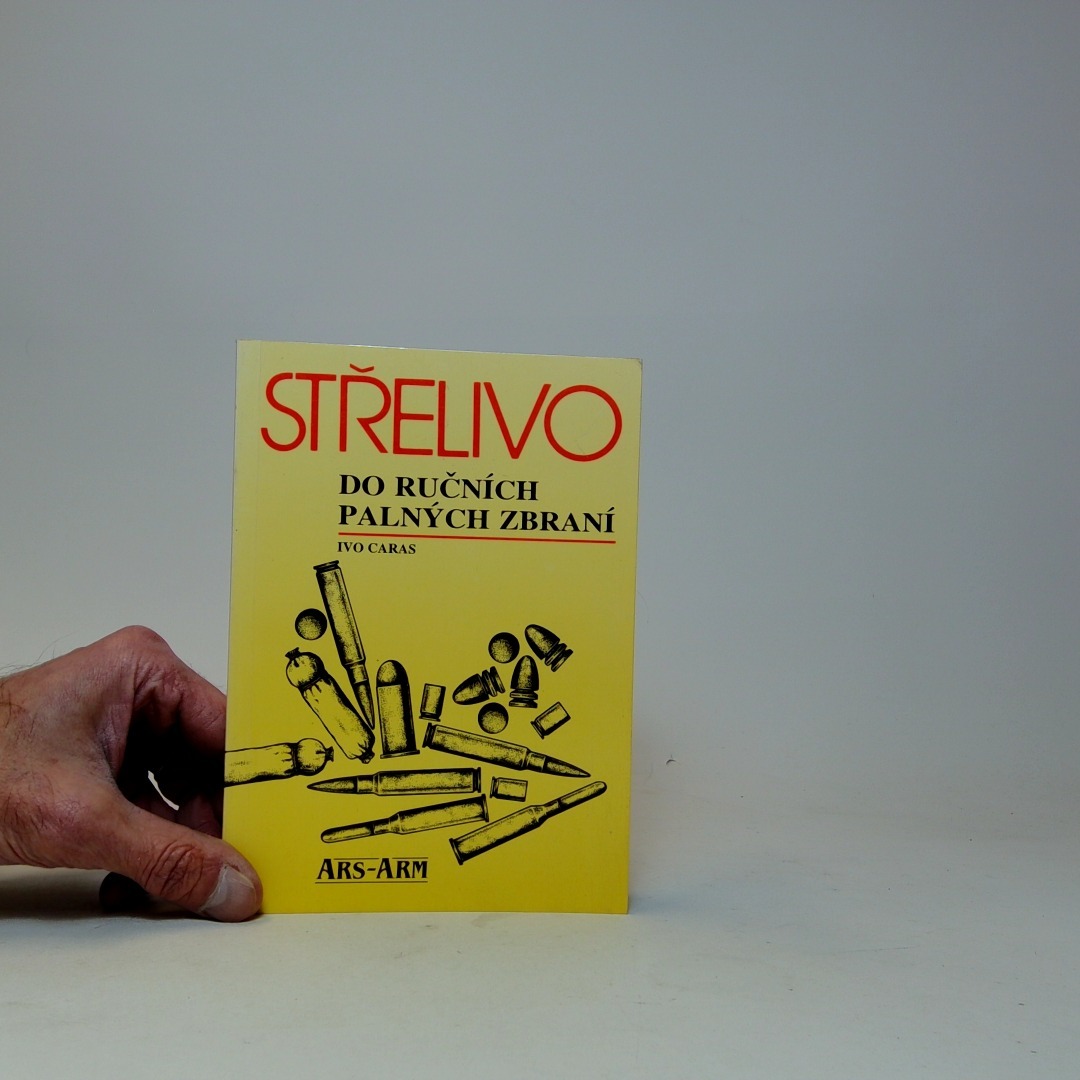 STŘELIVO
DO RUČNÍCH
PALNÝCH ZBRANÍ
IVO CARAS
ARS-ARM